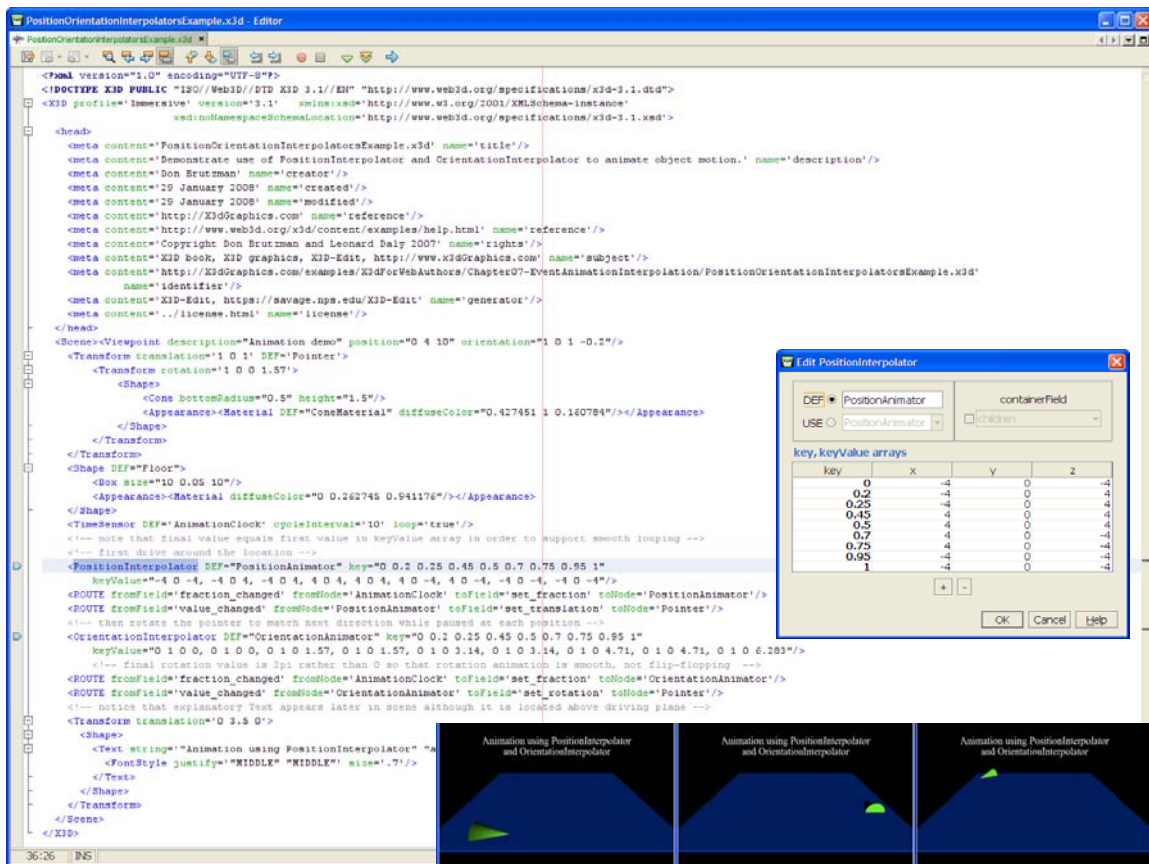 PositionOrientationInterpolatorsExample.x3d - Editor
PositionOrientationInterpolatorsExample.x3d
<?xml version="1.0" encoding="UTF-8"?>
<!DOCTYPE X3D PUBLIC "ISO//Web3D//DTD X3D 3.1//EN" "http://www.web3d.org/specifications/x3d-3.1.dtd">
<X3D profile='Immersive' version='3.1' xmlns:xsd='http://www.w3.org/2001/XMLSchema-instance'
xsd:noNamespaceSchemaLocation='http://www.web3d.org/specifications/x3d-3.1.xsd'>
<head>
<meta content='PositionOrientationInterpolatorsExample.x3d' name='title'/>
<meta content='Demonstrate use of PositionInterpolator and OrientationInterpolator to animate object motion.' name='description'/>
<meta content='Don Brutzman' name='creator'/>
<meta content='29 January 2008' name='created'/>
<meta content='29 January 2008' name='modified'/>
<meta content='http://X3dGraphics.com' name='reference'/>
<meta content='http://www.web3d.org/x3d/content/examples/help.html' name='reference'/>
<meta content='Copyright Don Brutzman and Leonard Daly 2007' name='rights'/>
<meta content='X3D book, X3D graphics, X3D-Edit, http://www.x3dGraphics.com' name='subject'/>
<meta content='http://X3dGraphics.com/examples/X3dForWebAuthors/Chapter07-EventAnimationInterpolation/PositionOrientationInterpolatorsExample.x3d'
name='identifier'/>
<meta content='X3D-Edit, https://savage.nps.edu/X3D-Edit' name='generator'/>
<meta content='../license.html' name='license'/>
</head>
<Scene><Viewpoint description="Animation demo" position="0 4 10" orientation="1 0 1 -0.2"/>
<Transform translation='1 0 1' DEF='Pointer'>
<Transform rotation='1 0 0 1.57'>
<Shape>
<Cone bottomRadius="0.5" height="1.5"/>
<Appearance><Material DEF="ConeMaterial" diffuseColor="0.427451 1 0.160784"/></Appearance>
</Shape>
</Transform>
</Transform>
<Shape DEF="Floor">
<Box size="10 0.05 10"/>
<Appearance><Material diffuseColor="0 0.262745 0.941176"/></Appearance>
</Shape>
<TimeSensor DEF='AnimationClock' cycleInterval='10' loop='true'/>
<!-- note that final value equals first value in keyValue array in order to support smooth looping -->
<!-- first drive around the location -->
<PositionInterpolator DEF="PositionAnimator" key="0 0.2 0.25 0.45 0.5 0.7 0.75 0.95 1"
keyValue="-4 0 -4, -4 0 4, -4 0 4, 4 0 4, 4 0 4, 4 0 -4, 4 0 -4, -4 0 -4, -4 0 -4"/>
<ROUTE fromField='fraction_changed' fromNode='AnimationClock' toField='set_fraction' toNode='PositionAnimator'/>
<ROUTE fromField='value_changed' fromNode='PositionAnimator' toField='set_translation' toNode='Pointer'/>
<!-- then rotate the pointer to match next direction while paused at each position -->
<OrientationInterpolator DEF="OrientationAnimator" key="0 0.2 0.25 0.45 0.5 0.7 0.75 0.95 1"
keyValue="0 1 0 0, 0 1 0 0, 0 1 0 1.57, 0 1 0 1.57, 0 1 0 3.14, 0 1 0 3.14, 0 1 0 4.71, 0 1 0 4.71, 0 1 0 6.283"/>
<!-- final rotation value is 2pi rather than 0 so that rotation animation is smooth, not flip-flopping -->
<ROUTE fromField='fraction_changed' fromNode='AnimationClock' toField='set_fraction' toNode='OrientationAnimator'/>
<ROUTE fromField='value_changed' fromNode='OrientationAnimator' toField='set_rotation' toNode='Pointer'/>
<!-- notice that explanatory Text appears later in scene although it is located above driving plane -->
<Transform translation='0 3.5 0'>
<Shape>
<Text string='"Animation using PositionInterpolator" "a
<FontStyle justify='"MIDDLE" "MIDDLE"' size='.7'/>
</Text>
</Shape>
</Transform>
</Scene>
</X3D>
36:26 INS
Edit PositionInterpolator
DEF PositionAnimator
USE PositionAnimator
containerField
children
key, keyValue arrays
key x y z
0 -4 0 -4
0.2 -4 0 4
0.25 -4 0 4
0.45 4 0 4
0.5 4 0 4
0.7 4 0 -4
0.75 4 0 -4
0.95 -4 0 -4
1 -4 0 -4
+ -
OK Cancel Help
Animation using PositionInterpolator
and OrientationInterpolator
Animation using PositionInterpolator
and OrientationInterpolator
Animation using PositionInterpolator
and OrientationInterpolator